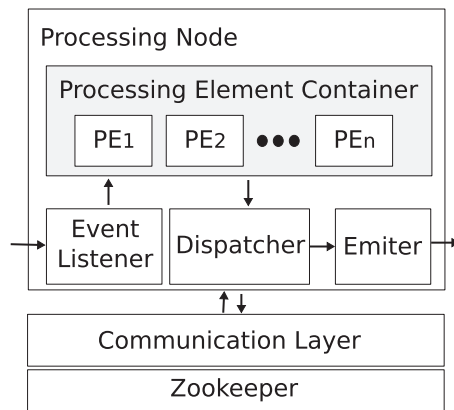 Processing Node
Processing Element Container
PE1 PE2 ●●● PEn
Event
Listener
Dispatcher
Emiter
Communication Layer
Zookeeper